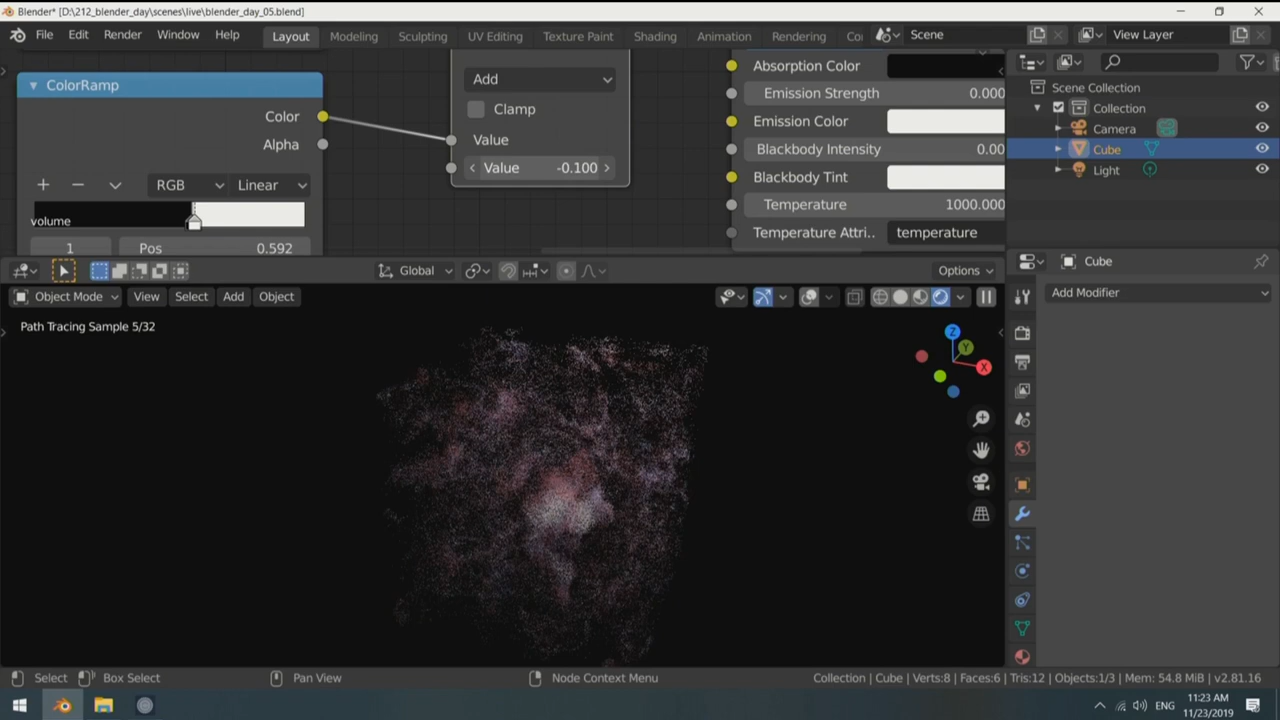 Blender* [D:\212_blender_day\scenes\live\blender_day_05.blend]
File Edit Render Window Help Layout Modeling Sculpting UV Editing Texture Paint Shading Animation Rendering Co Scene View Layer
ColorRamp
Color
Alpha
RGB Linear
volume
1 Pos 0.592
Add
Clamp
Value
Value -0.100
Absorption Color
Emission Strength 0.000
Emission Color
Blackbody Intensity 0.00
Blackbody Tint
Temperature 1000.000
Temperature Attri.. temperature
Scene Collection
Collection
Camera
Cube
Light
Global Options
Object Mode View Select Add Object
Path Tracing Sample 5/32
Z
Y
X
Cube
Add Modifier
Select Box Select Pan View Node Context Menu Collection | Cube | Verts:8 | Faces:6 | Tris:12 | Objects:1/3 | Mem: 54.8 MiB | v2.81.16
ENG
11:23 AM
11/23/2019